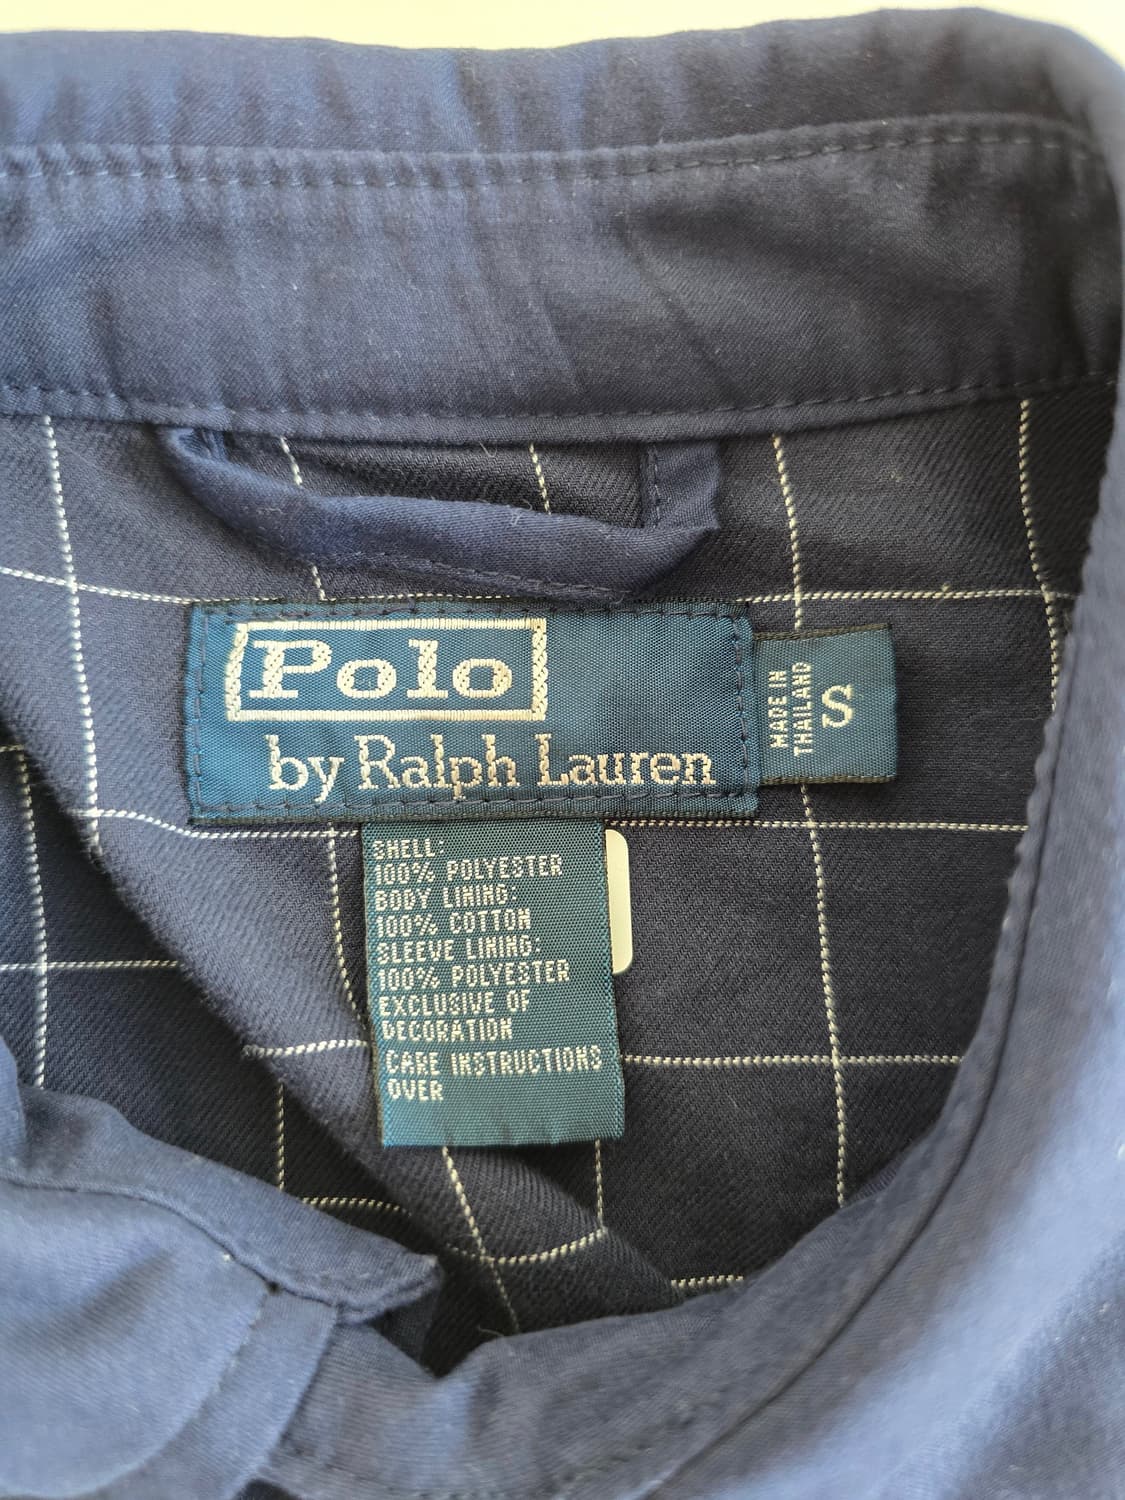 Polo
by Ralph Lauren
MADE IN
THAILAND
S
SHELL:
100% POLYESTER
BODY LINING:
100% COTTON
SLEEVE LINING:
100% POLYESTER
EXCLUSIVE OF
DECORATION
CARE INSTRUCTIONS
OVER